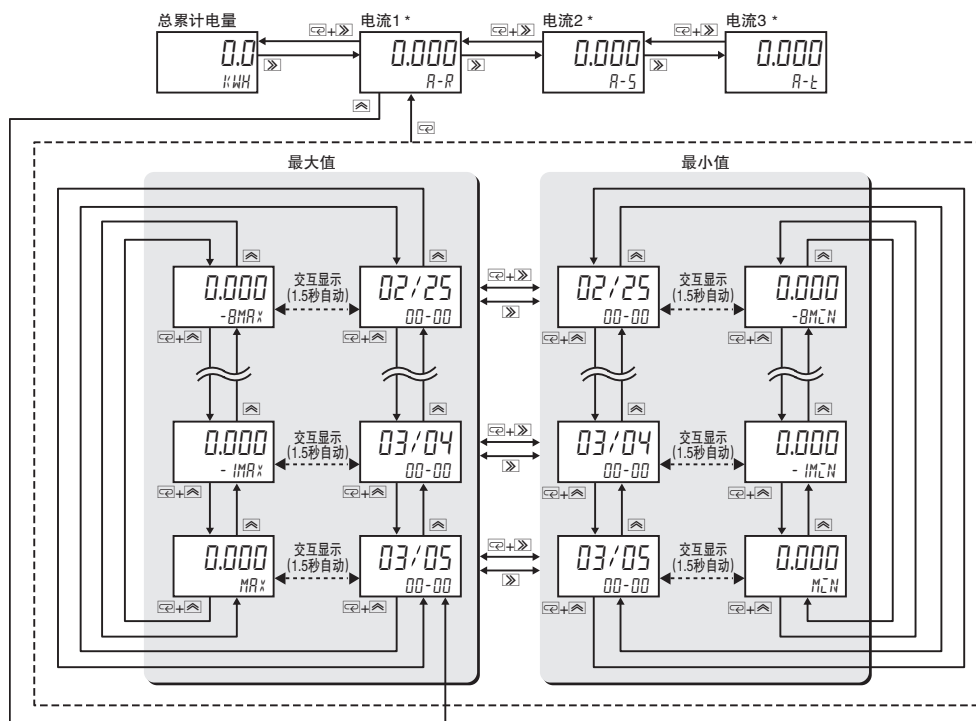 总累计电量
电流1 *
电流2 *
电流3 *
0.0
KWH
0.000
A-R
0.000
A-S
0.000
A-t
+
+
+
最大值
最小值
0.000
-8MAX
交互显示
(1.5秒自动)
02/25
00-00
+
02/25
00-00
交互显示
(1.5秒自动)
0.000
-8MIN
+
+
+
+
0.000
-1MAX
交互显示
(1.5秒自动)
03/04
00-00
+
03/04
00-00
交互显示
(1.5秒自动)
0.000
-1MIN
+
+
+
+
0.000
MAX
交互显示
(1.5秒自动)
03/05
00-00
+
03/05
00-00
交互显示
(1.5秒自动)
0.000
MIN
+
+
+
+